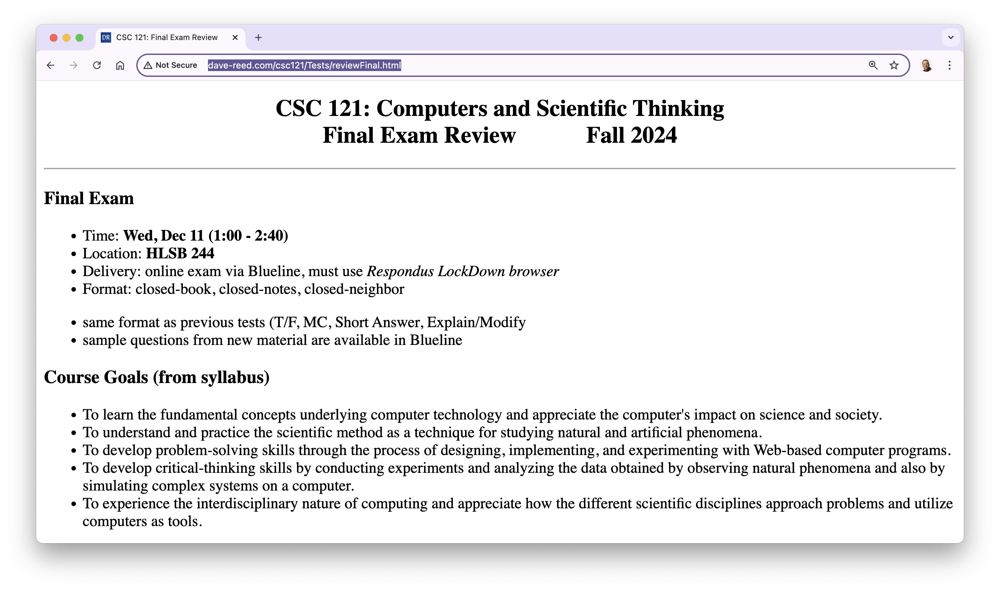 DR CSC 121: Final Exam Review
Not Secure dave-reed.com/csc121/Tests/reviewFinal.html
CSC 121: Computers and Scientific Thinking
Final Exam Review Fall 2024
Final Exam
• Time: Wed, Dec 11 (1:00 - 2:40)
• Location: HLSB 244
• Delivery: online exam via Blueline, must use Respondus LockDown browser
• Format: closed-book, closed-notes, closed-neighbor
• same format as previous tests (T/F, MC, Short Answer, Explain/Modify
• sample questions from new material are available in Blueline
Course Goals (from syllabus)
• To learn the fundamental concepts underlying computer technology and appreciate the computer's impact on science and society.
• To understand and practice the scientific method as a technique for studying natural and artificial phenomena.
• To develop problem-solving skills through the process of designing, implementing, and experimenting with Web-based computer programs.
• To develop critical-thinking skills by conducting experiments and analyzing the data obtained by observing natural phenomena and also by
simulating complex systems on a computer.
• To experience the interdisciplinary nature of computing and appreciate how the different scientific disciplines approach problems and utilize
computers as tools.